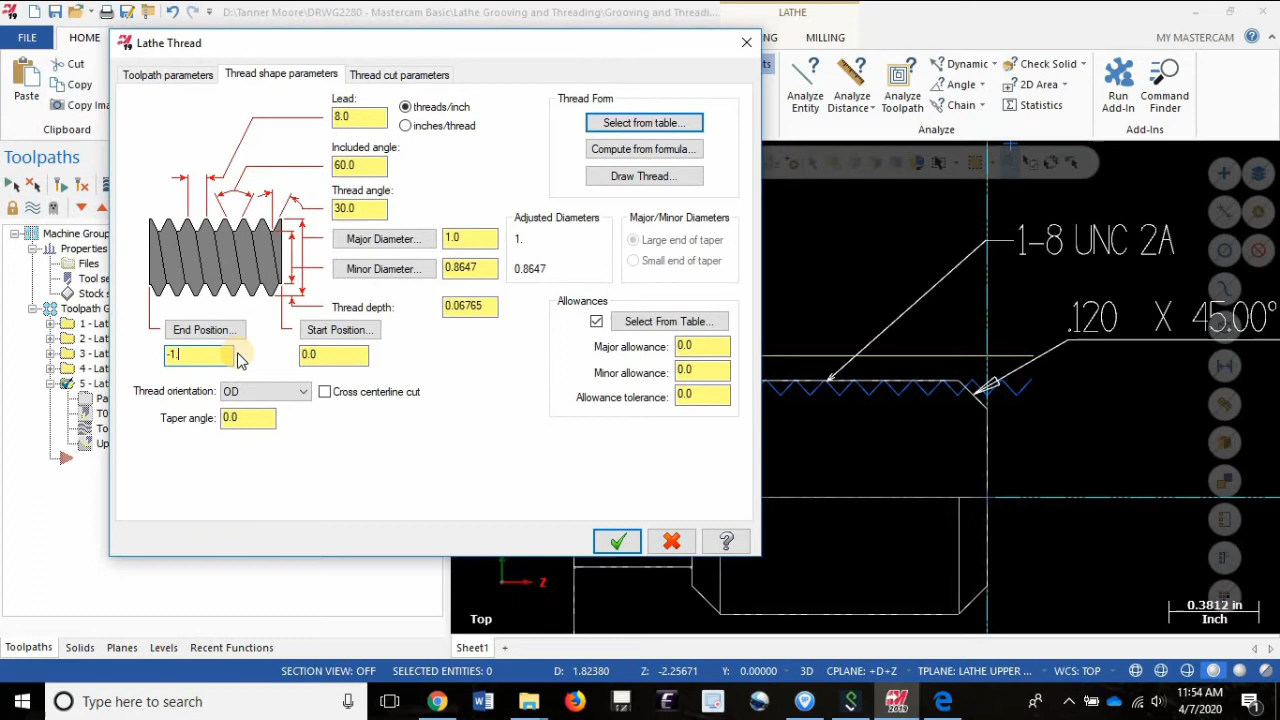 D:\Tanner Moore\DRWG2280 - Mastercam Basic\Lathe Grooving and Threading\Grooving and Threadi...
LATHE
FILE
HOME
MILLING
MY MASTERCAM
Paste
Cut
Copy
Copy Ima
Clipboard
Analyze Entity
Analyze Distance
Analyze Toolpath
Dynamic
Angle
Chain
Check Solid
2D Area
Statistics
Analyze
Run Add-In
Command Finder
Add-Ins
Lathe Thread
Toolpath parameters
Thread shape parameters
Thread cut parameters
Lead:
8.0
threads/inch
inches/thread
Included angle:
60.0
Thread angle:
30.0
Major Diameter...
1.0
Minor Diameter...
0.8647
Thread depth:
0.06765
End Position...
Start Position...
-1.
0.0
Thread orientation:
OD
Cross centerline cut
Taper angle:
0.0
Thread Form
Select from table...
Compute from formula...
Draw Thread...
Adjusted Diameters
1.
0.8647
Major/Minor Diameters
Large end of taper
Small end of taper
Allowances
Select From Table...
Major allowance:
0.0
Minor allowance:
0.0
Allowance tolerance:
0.0
Toolpaths
Machine Group
Properties
Files
Tool se
Stock s
Toolpath G
1 - Lat
2 - Lat
3 - Lat
4 - Lat
5 - Lat
Pa
T0
To
Up
1-8 UNC 2A
.120 X 45.00°
Z
Top
0.3812 in
Inch
Toolpaths
Solids
Planes
Levels
Recent Functions
Sheet1
+
SECTION VIEW: OFF
SELECTED ENTITIES: 0
D: 1.82380
Z: -2.25671
Y: 0.00000
3D
CPLANE: +D+Z
TPLANE: LATHE UPPER ...
WCS: TOP
Type here to search
11:54 AM
4/7/2020